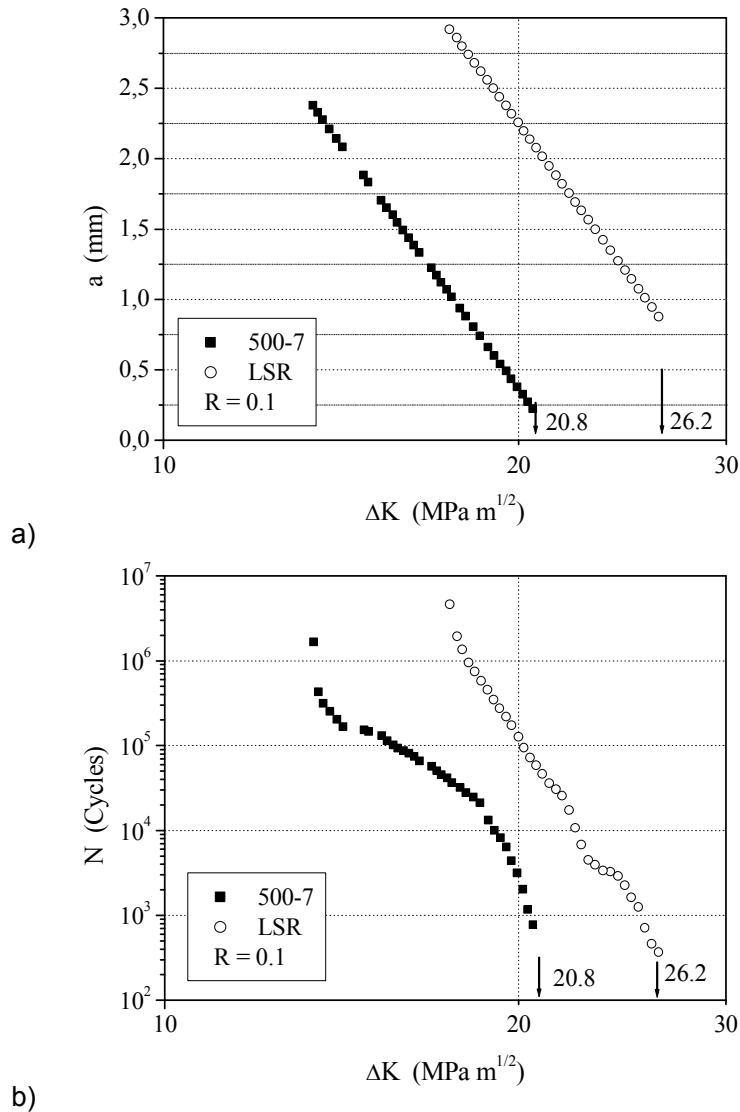 3,0
2,5
2,0
1,5
1,0
0,5
0,0
a (mm)
500-7
LSR
R = 0.1
20.8
26.2
10
20
30
ΔK (MPa m^{1/2})
a)
10^7
10^6
10^5
10^4
10^3
10^2
N (Cycles)
500-7
LSR
R = 0.1
20.8
26.2
10
20
30
ΔK (MPa m^{1/2})
b)